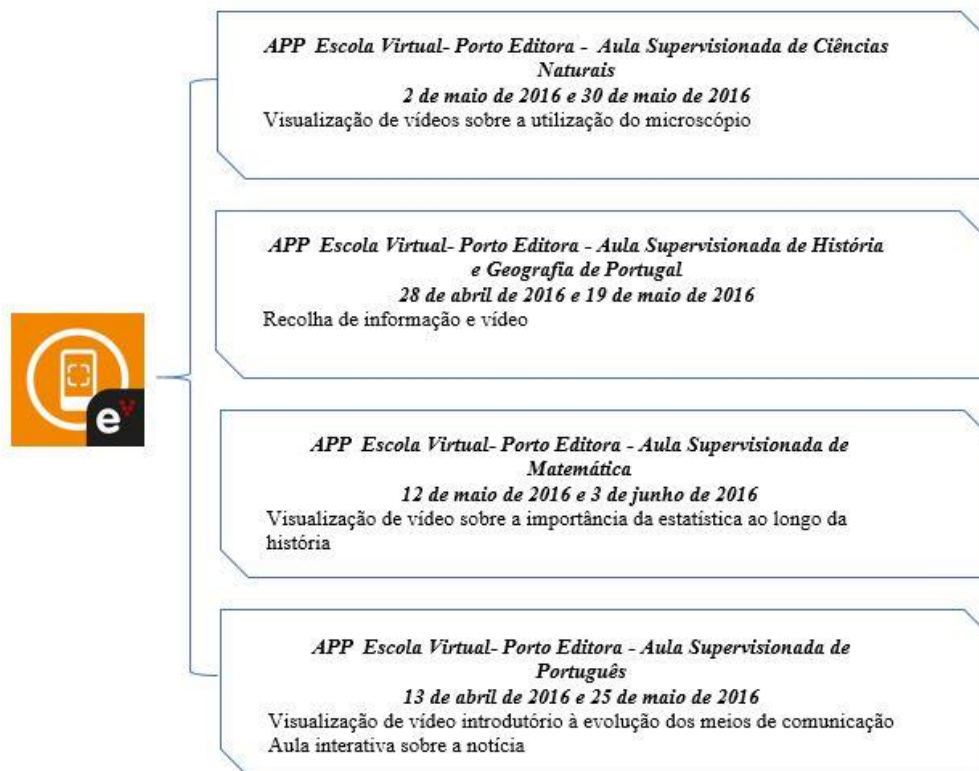 APP Escola Virtual- Porto Editora - Aula Supervisionada de Ciências
Naturais
2 de maio de 2016 e 30 de maio de 2016
Visualização de vídeos sobre a utilização do microscópio
APP Escola Virtual- Porto Editora - Aula Supervisionada de História
e Geografia de Portugal
28 de abril de 2016 e 19 de maio de 2016
Recolha de informação e vídeo
ev
APP Escola Virtual- Porto Editora - Aula Supervisionada de
Matemática
12 de maio de 2016 e 3 de junho de 2016
Visualização de vídeo sobre a importância da estatística ao longo da
história
APP Escola Virtual- Porto Editora - Aula Supervisionada de
Português
13 de abril de 2016 e 25 de maio de 2016
Visualização de vídeo introdutório à evolução dos meios de comunicação
Aula interativa sobre a notícia